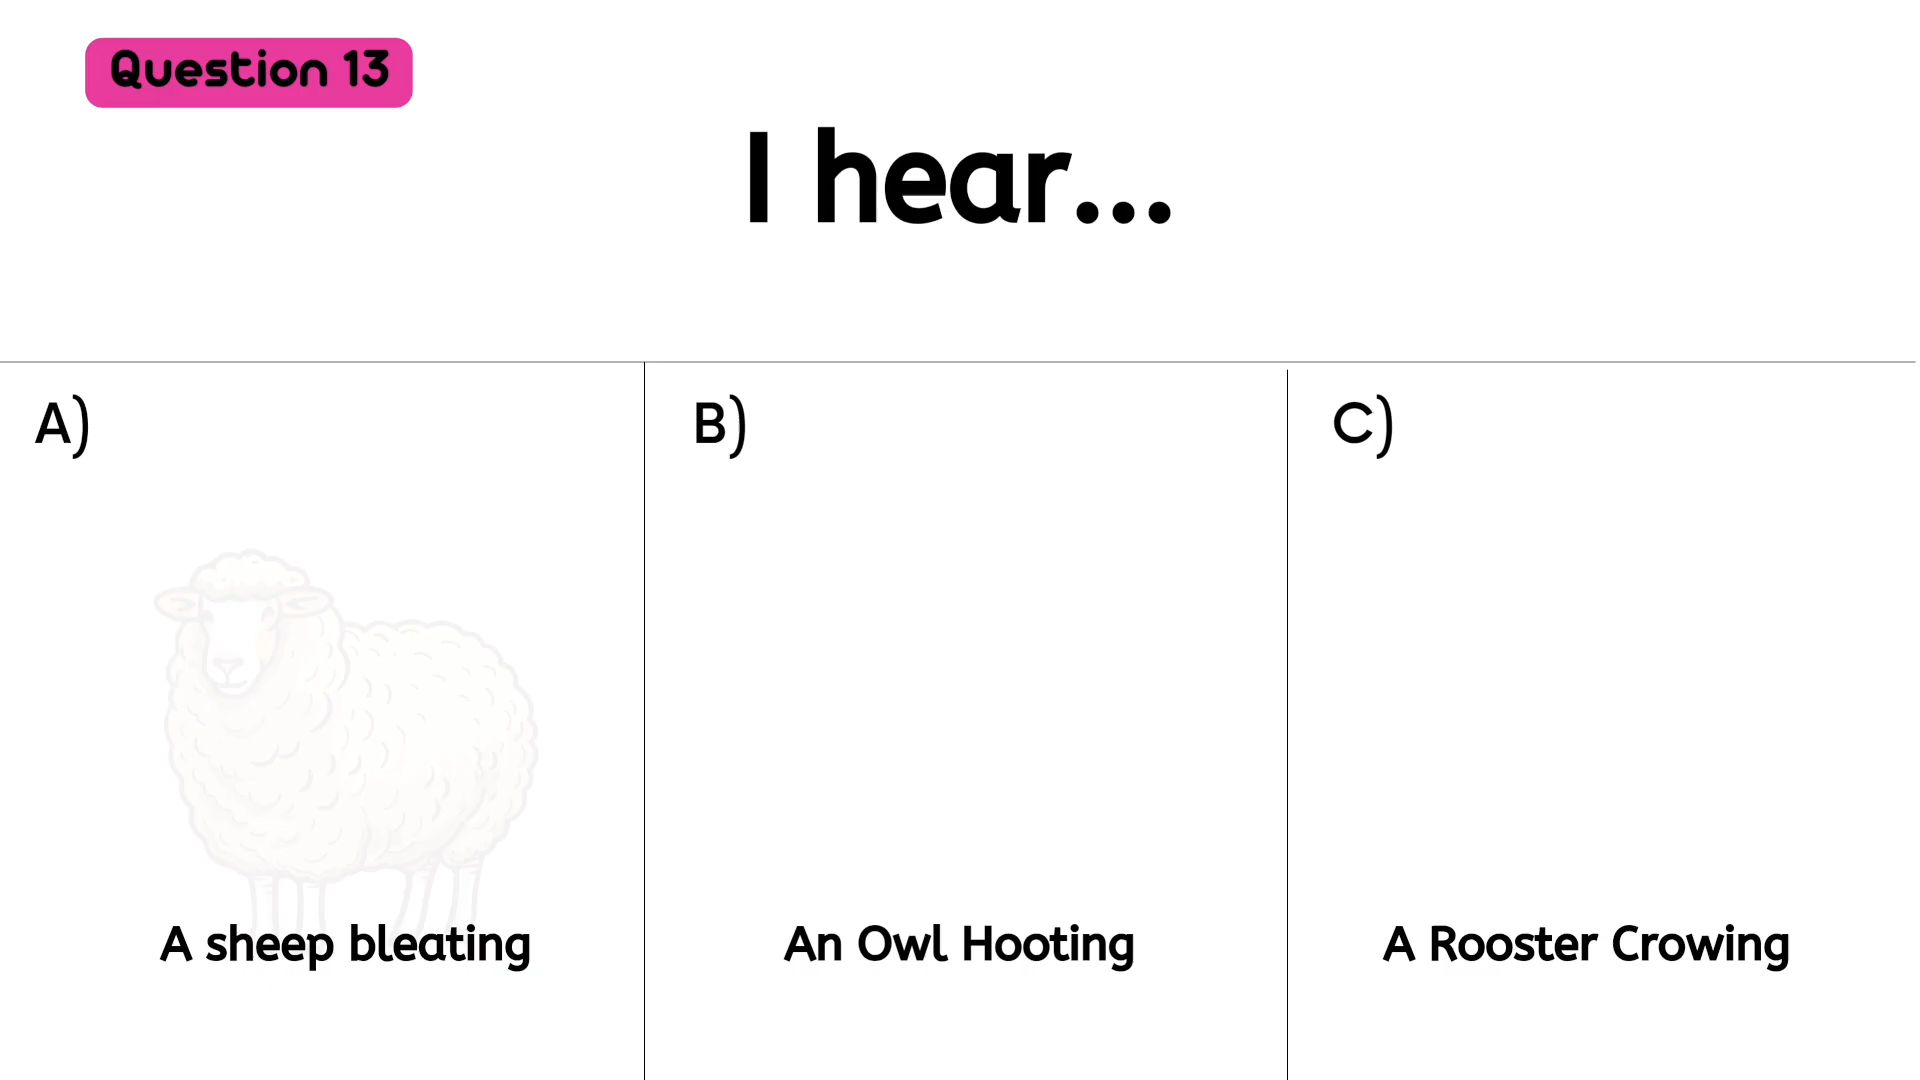 Question 13
I hear...
A)
B)
C)
A sheep bleating
An Owl Hooting
A Rooster Crowing